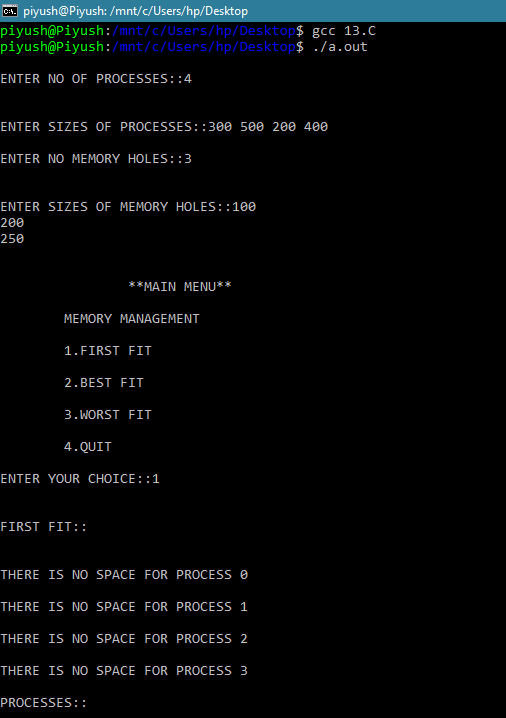 piyush@Piyush: /mnt/c/Users/hp/Desktop
piyush@Piyush:/mnt/c/Users/hp/Desktop$ gcc 13.C
piyush@Piyush:/mnt/c/Users/hp/Desktop$ ./a.out
ENTER NO OF PROCESSES::4
ENTER SIZES OF PROCESSES::300 500 200 400
ENTER NO MEMORY HOLES::3
ENTER SIZES OF MEMORY HOLES::100
200
250
**MAIN MENU**
MEMORY MANAGEMENT
1.FIRST FIT
2.BEST FIT
3.WORST FIT
4.QUIT
ENTER YOUR CHOICE::1
FIRST FIT::
THERE IS NO SPACE FOR PROCESS 0
THERE IS NO SPACE FOR PROCESS 1
THERE IS NO SPACE FOR PROCESS 2
THERE IS NO SPACE FOR PROCESS 3
PROCESSES::